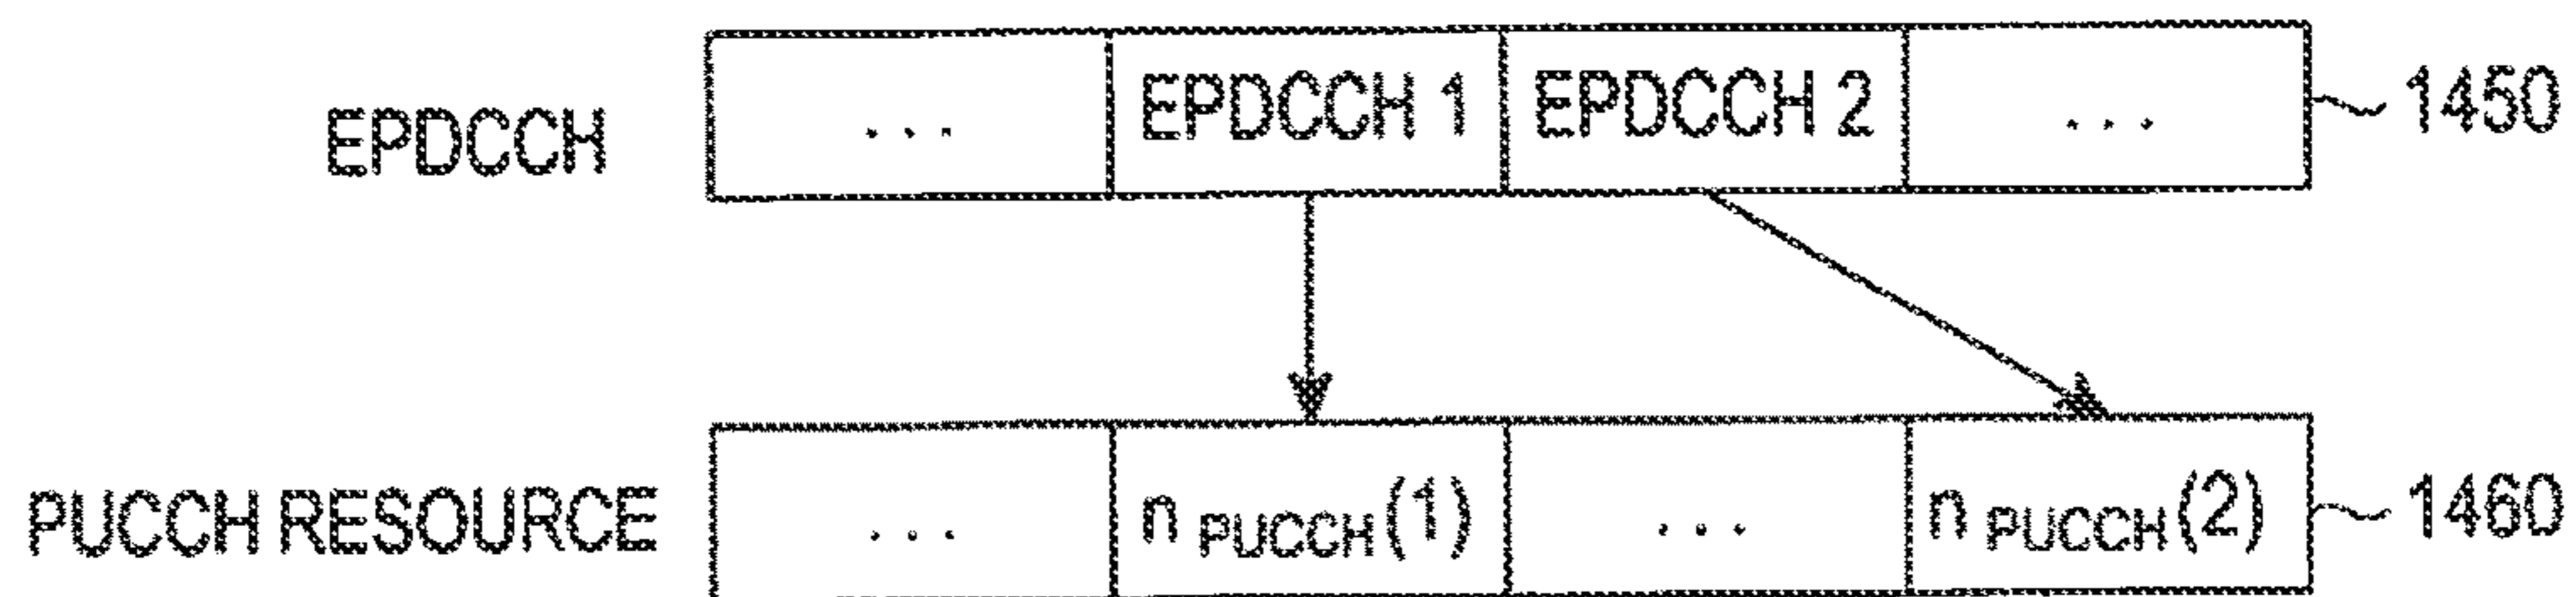 EPDCCH ... EPDCCH 1 EPDCCH 2 ... 1450
PUCCH RESOURCE ... n PUCCH(1) ... n PUCCH(2) 1460